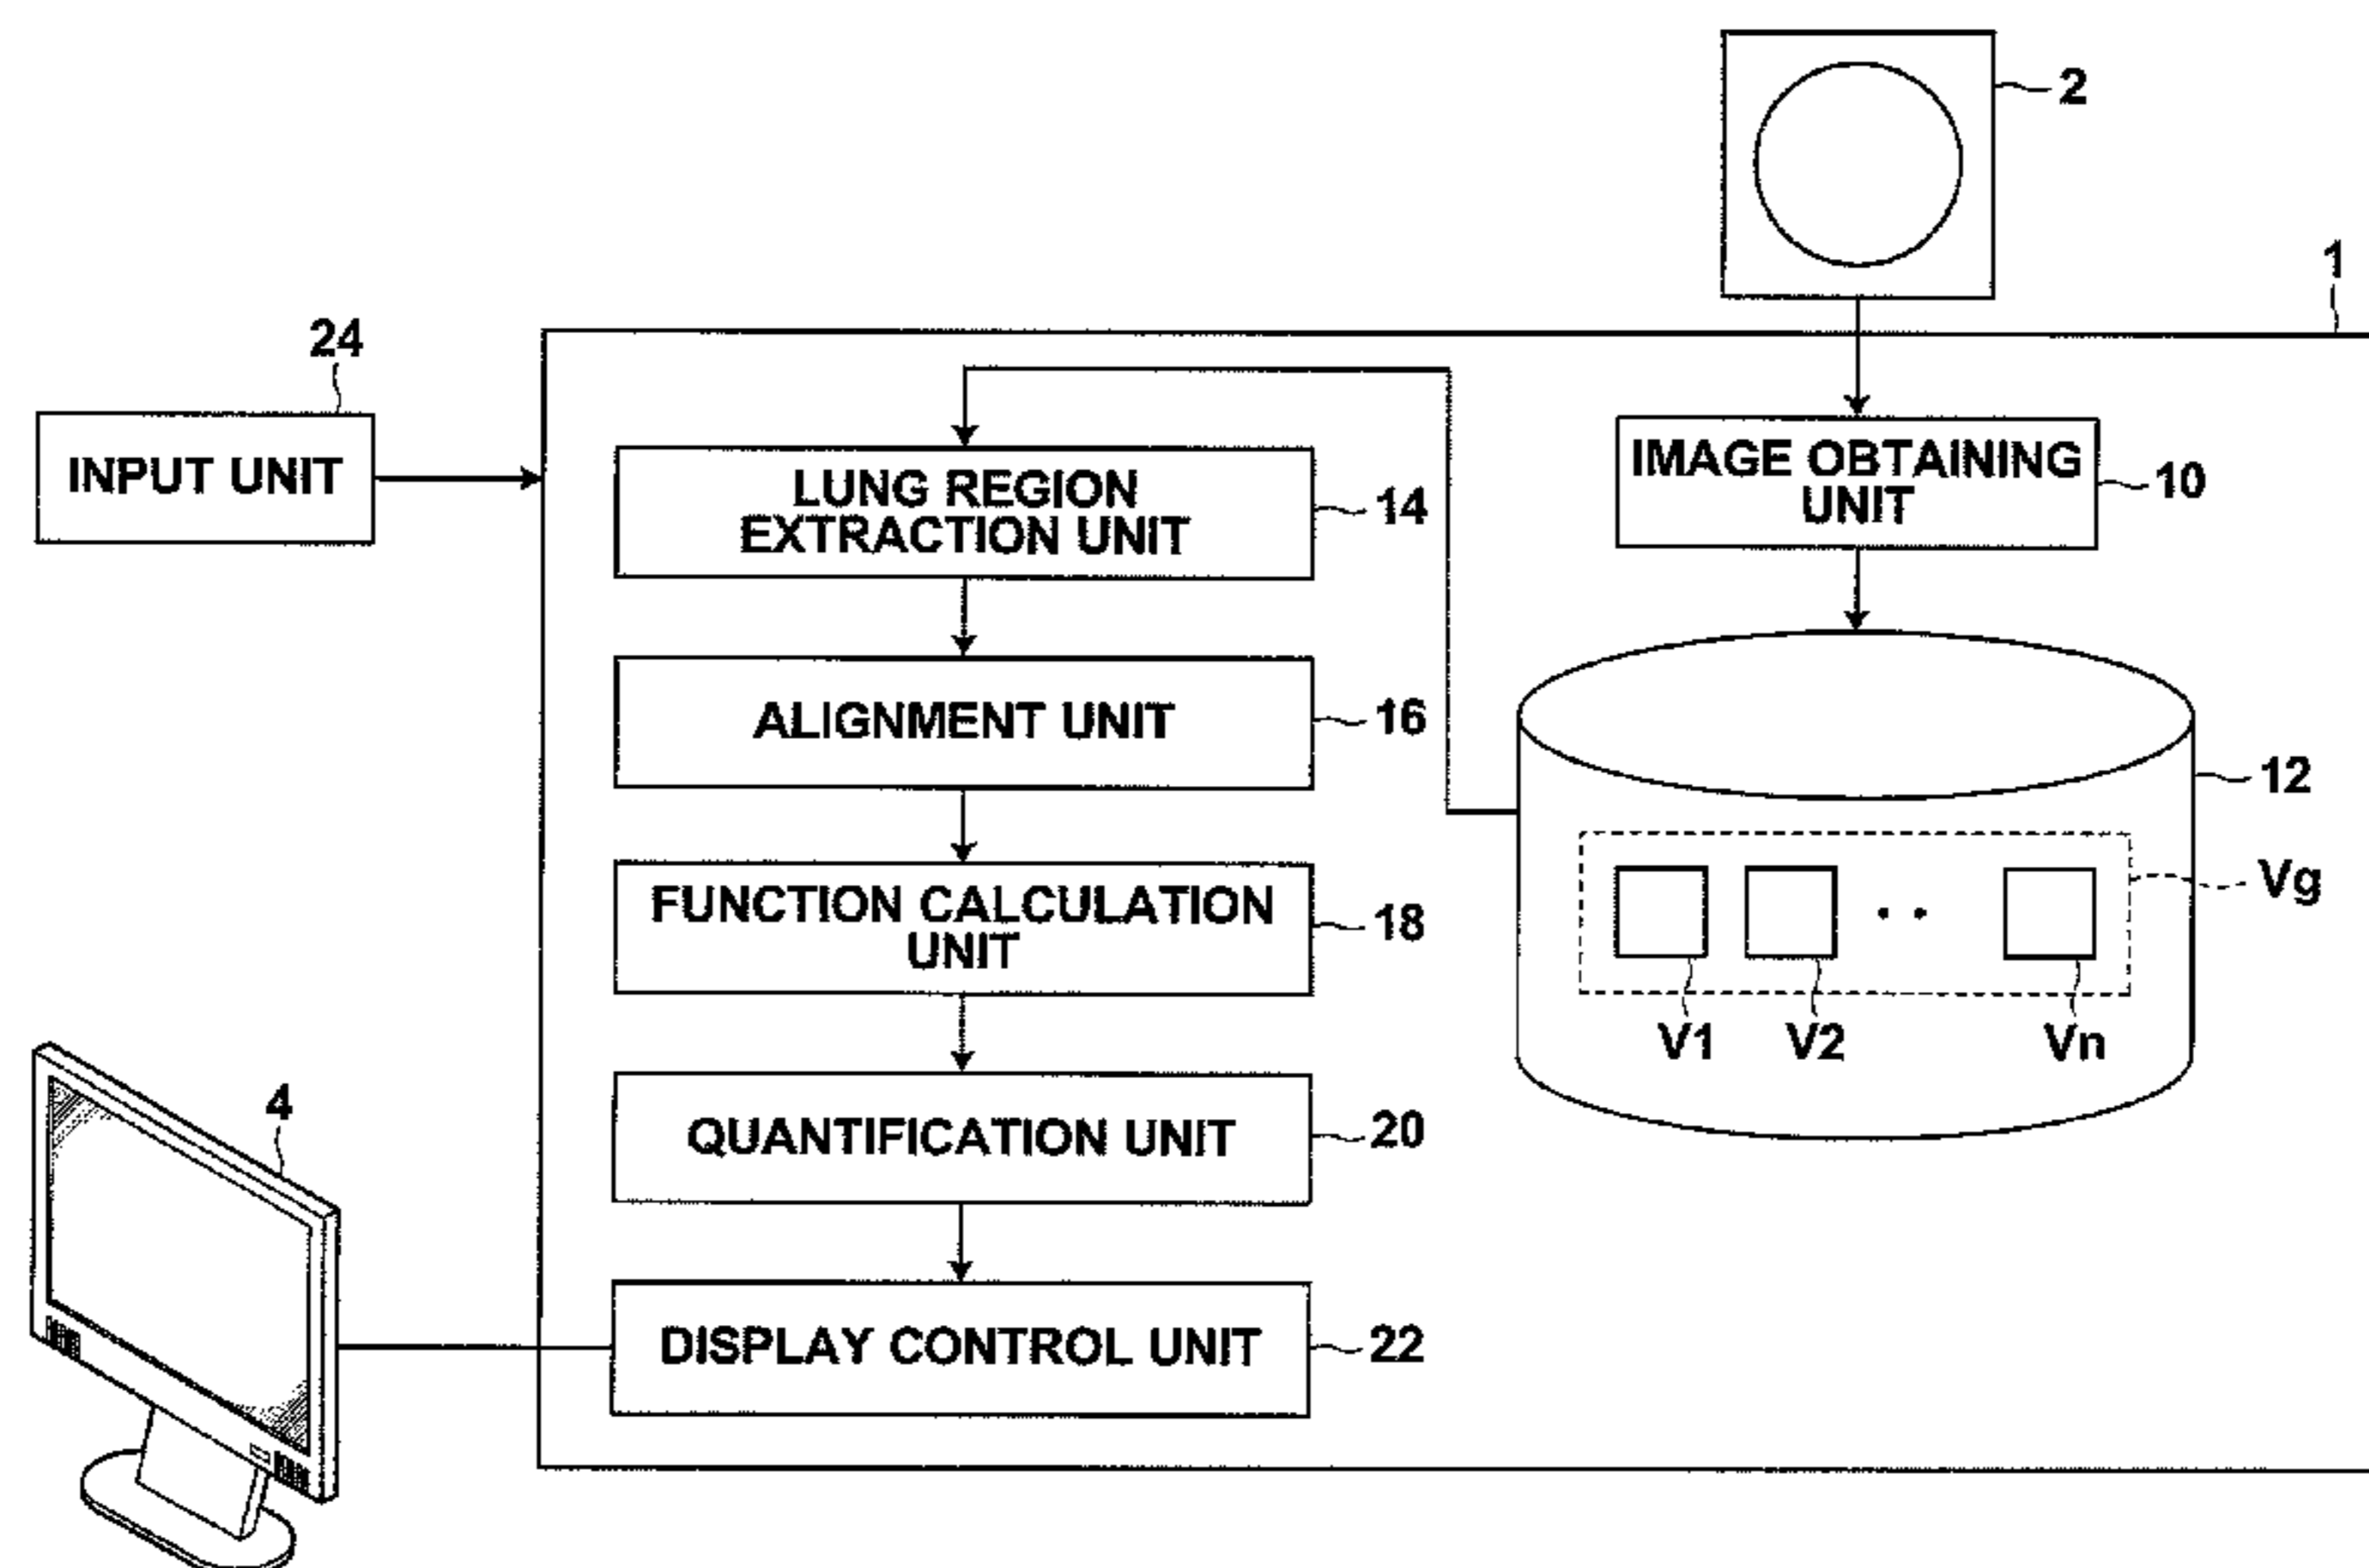 2
1
24
INPUT UNIT
IMAGE OBTAINING
UNIT
10
LUNG REGION
EXTRACTION UNIT
14
ALIGNMENT UNIT
16
12
FUNCTION CALCULATION
UNIT
18
Vg
V1 V2 Vn
4
QUANTIFICATION UNIT
20
DISPLAY CONTROL UNIT
22